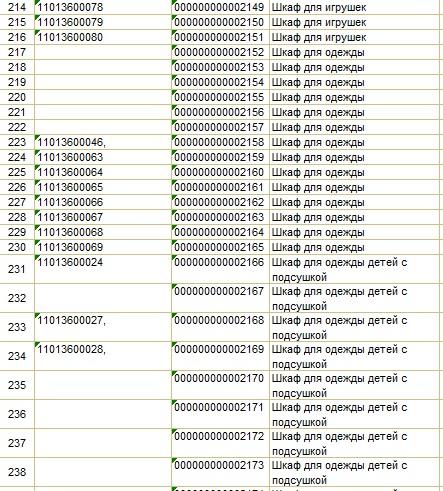 214 11013600078 000000000002149 Шкаф для игрушек
215 11013600079 000000000002150 Шкаф для игрушек
216 11013600080 000000000002151 Шкаф для игрушек
217 000000000002152 Шкаф для одежды
218 000000000002153 Шкаф для одежды
219 000000000002154 Шкаф для одежды
220 000000000002155 Шкаф для одежды
221 000000000002156 Шкаф для одежды
222 000000000002157 Шкаф для одежды
223 11013600046, 000000000002158 Шкаф для одежды
224 11013600063 000000000002159 Шкаф для одежды
225 11013600064 000000000002160 Шкаф для одежды
226 11013600065 000000000002161 Шкаф для одежды
227 11013600066 000000000002162 Шкаф для одежды
228 11013600067 000000000002163 Шкаф для одежды
229 11013600068 000000000002164 Шкаф для одежды
230 11013600069 000000000002165 Шкаф для одежды
231 11013600024 000000000002166 Шкаф для одежды детей с
подсушкой
232 000000000002167 Шкаф для одежды детей с
подсушкой
233 11013600027, 000000000002168 Шкаф для одежды детей с
подсушкой
234 11013600028, 000000000002169 Шкаф для одежды детей с
подсушкой
235 000000000002170 Шкаф для одежды детей с
подсушкой
236 000000000002171 Шкаф для одежды детей с
подсушкой
237 000000000002172 Шкаф для одежды детей с
подсушкой
238 000000000002173 Шкаф для одежды детей с
подсушкой